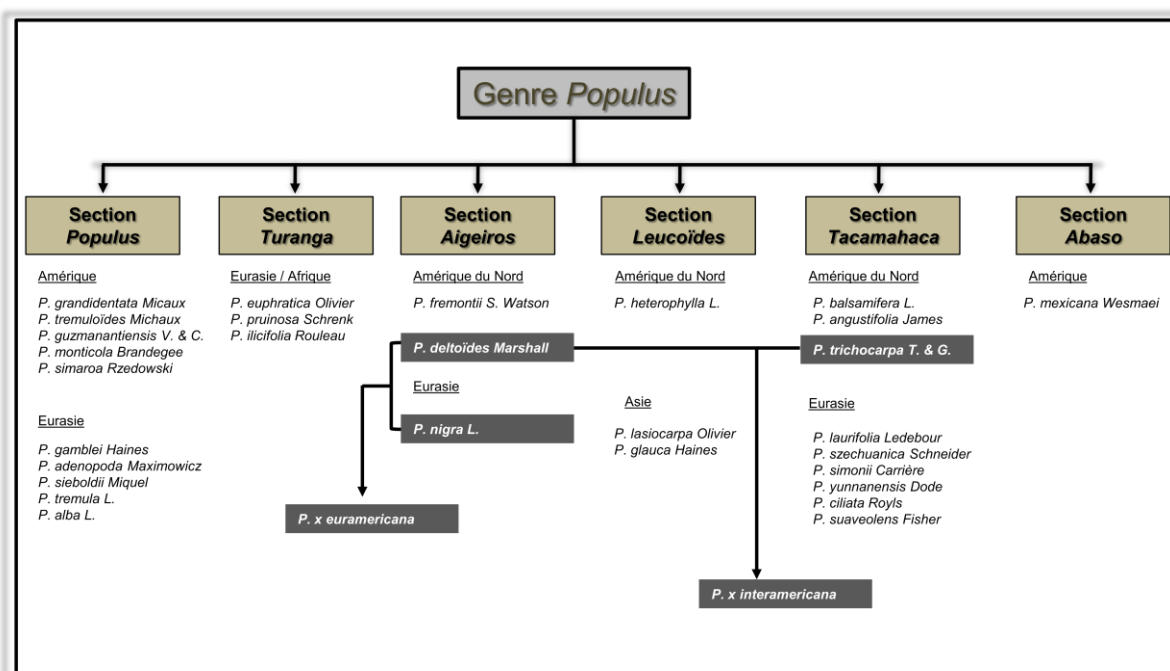 Genre Populus
Section
Populus
Amérique
P. grandidentata Micaux
P. tremuloïdes Michaux
P. guzmanantiensis V. & C.
P. monticola Brandegee
P. simaroa Rzedowski
Eurasie
P. gamblei Haines
P. adenopoda Maximowicz
P. sieboldii Miquel
P. tremula L.
P. alba L.
Section
Turanga
Eurasie / Afrique
P. euphratica Olivier
P. pruinosa Schrenk
P. ilicifolia Rouleau
Section
Aigeiros
Amérique du Nord
P. fremontii S. Watson
P. deltoïdes Marshall
Eurasie
P. nigra L.
P. x euramericana
Section
Leucoïdes
Amérique du Nord
P. heterophylla L.
Asie
P. lasiocarpa Olivier
P. glauca Haines
Section
Tacamahaca
Amérique du Nord
P. balsamifera L.
P. angustifolia James
P. trichocarpa T. & G.
Eurasie
P. laurifolia Ledebour
P. szechuanica Schneider
P. simonii Carrière
P. yunnanensis Dode
P. ciliata Royls
P. suaveolens Fisher
P. x interamericana
Section
Abaso
Amérique
P. mexicana Wesmaei